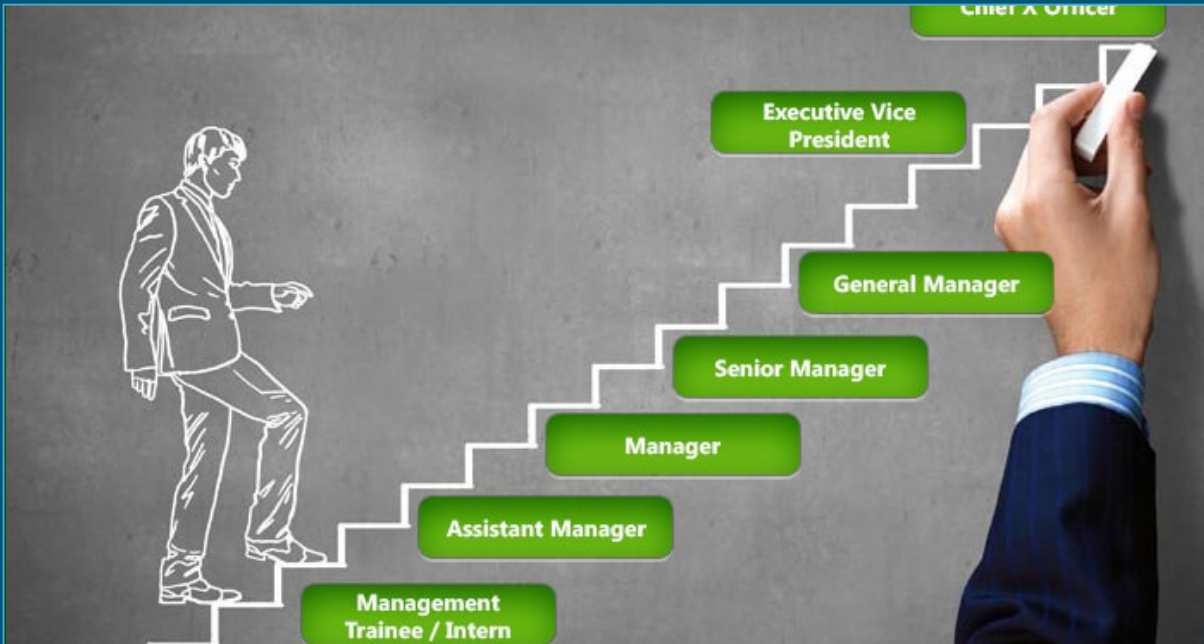 Chief X Officer
Executive Vice
President
General Manager
Senior Manager
Manager
Assistant Manager
Management
Trainee / Intern